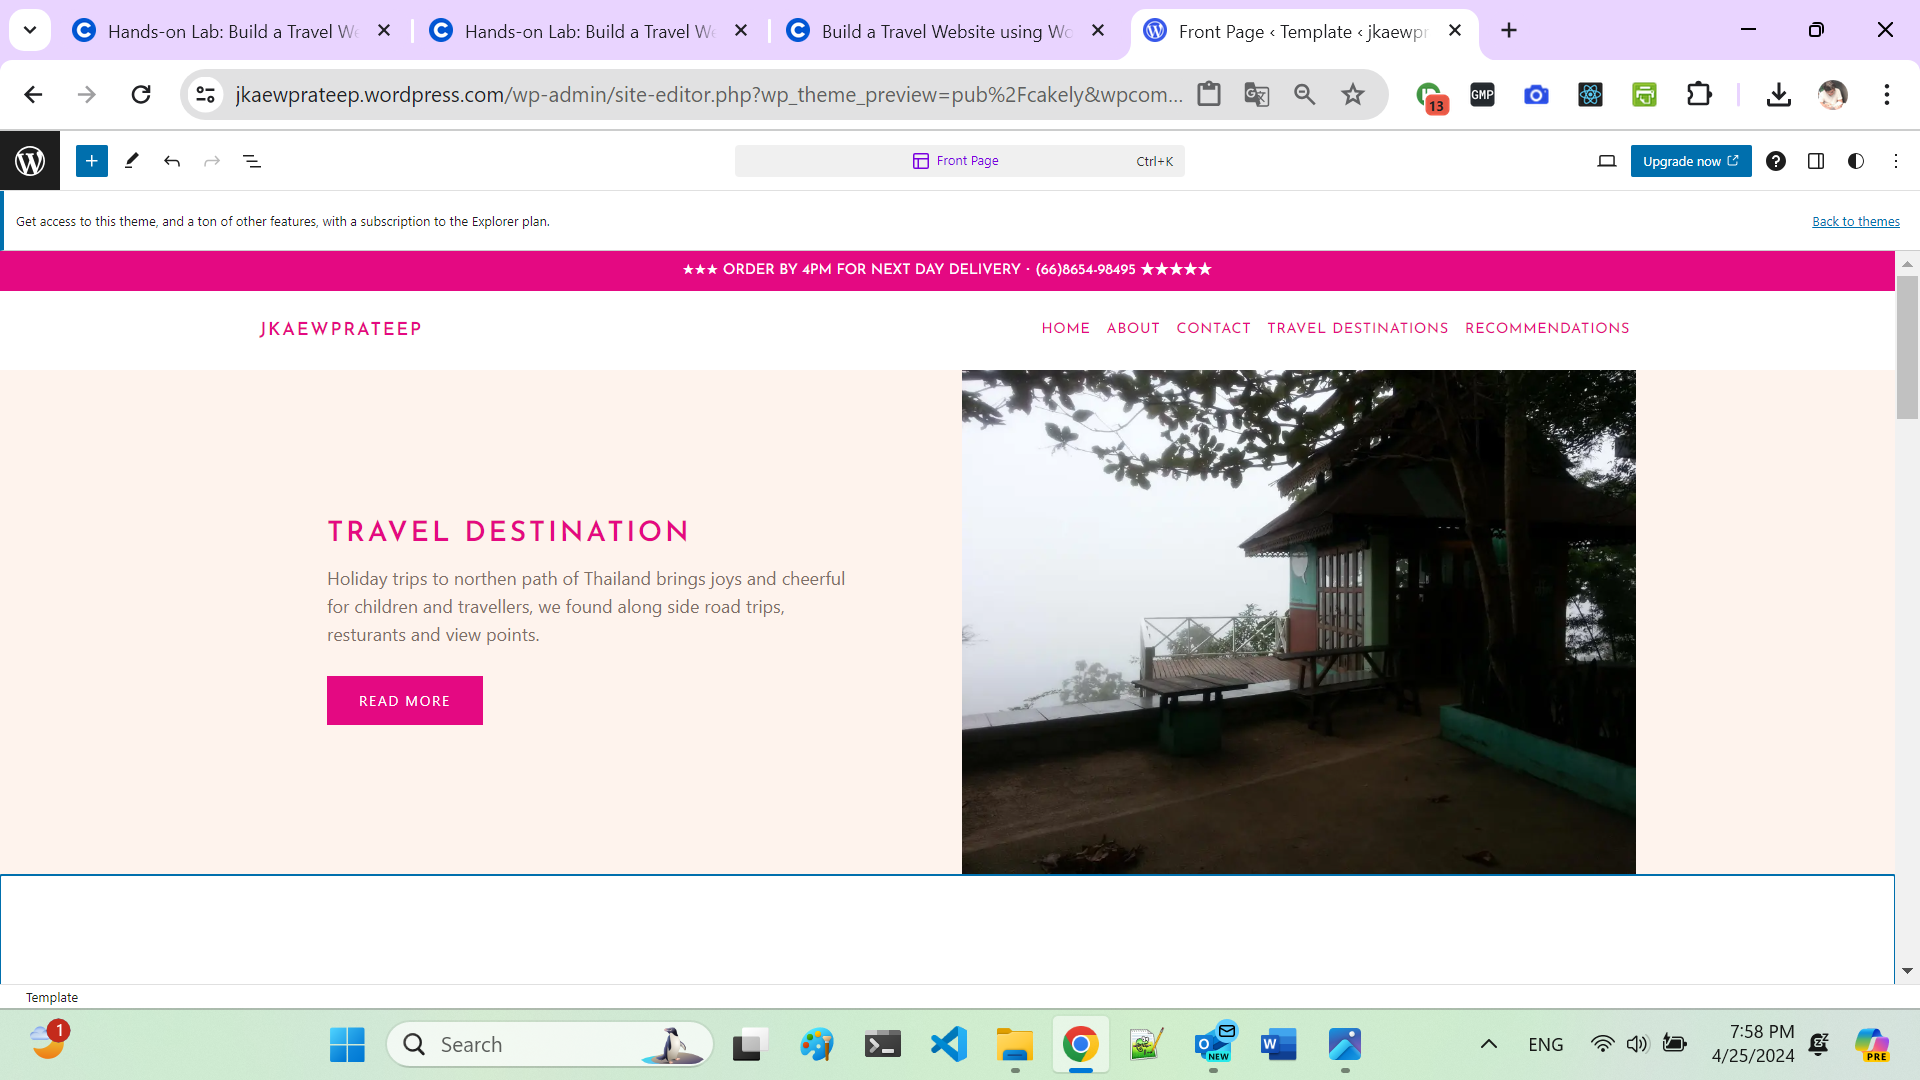 Hands-on Lab: Build a Travel We
Hands-on Lab: Build a Travel We
Build a Travel Website using Wo
Front Page ‹ Template ‹ jkaewpr
jkaewprateep.wordpress.com/wp-admin/site-editor.php?wp_theme_preview=pub%2Fcakely&wpcom...
13
GMP
Front Page
Ctrl+K
Upgrade now
Get access to this theme, and a ton of other features, with a subscription to the Explorer plan.
Back to themes
★★★ ORDER BY 4PM FOR NEXT DAY DELIVERY · (66)8654-98495 ★★★★★
JKAEWPRATEEP
HOME ABOUT CONTACT TRAVEL DESTINATIONS RECOMMENDATIONS
TRAVEL DESTINATION
Holiday trips to northen path of Thailand brings joys and cheerful
for children and travellers, we found along side road trips,
resturants and view points.
READ MORE
Template
1
Search
NEW
ENG
7:58 PM
4/25/2024
PRE